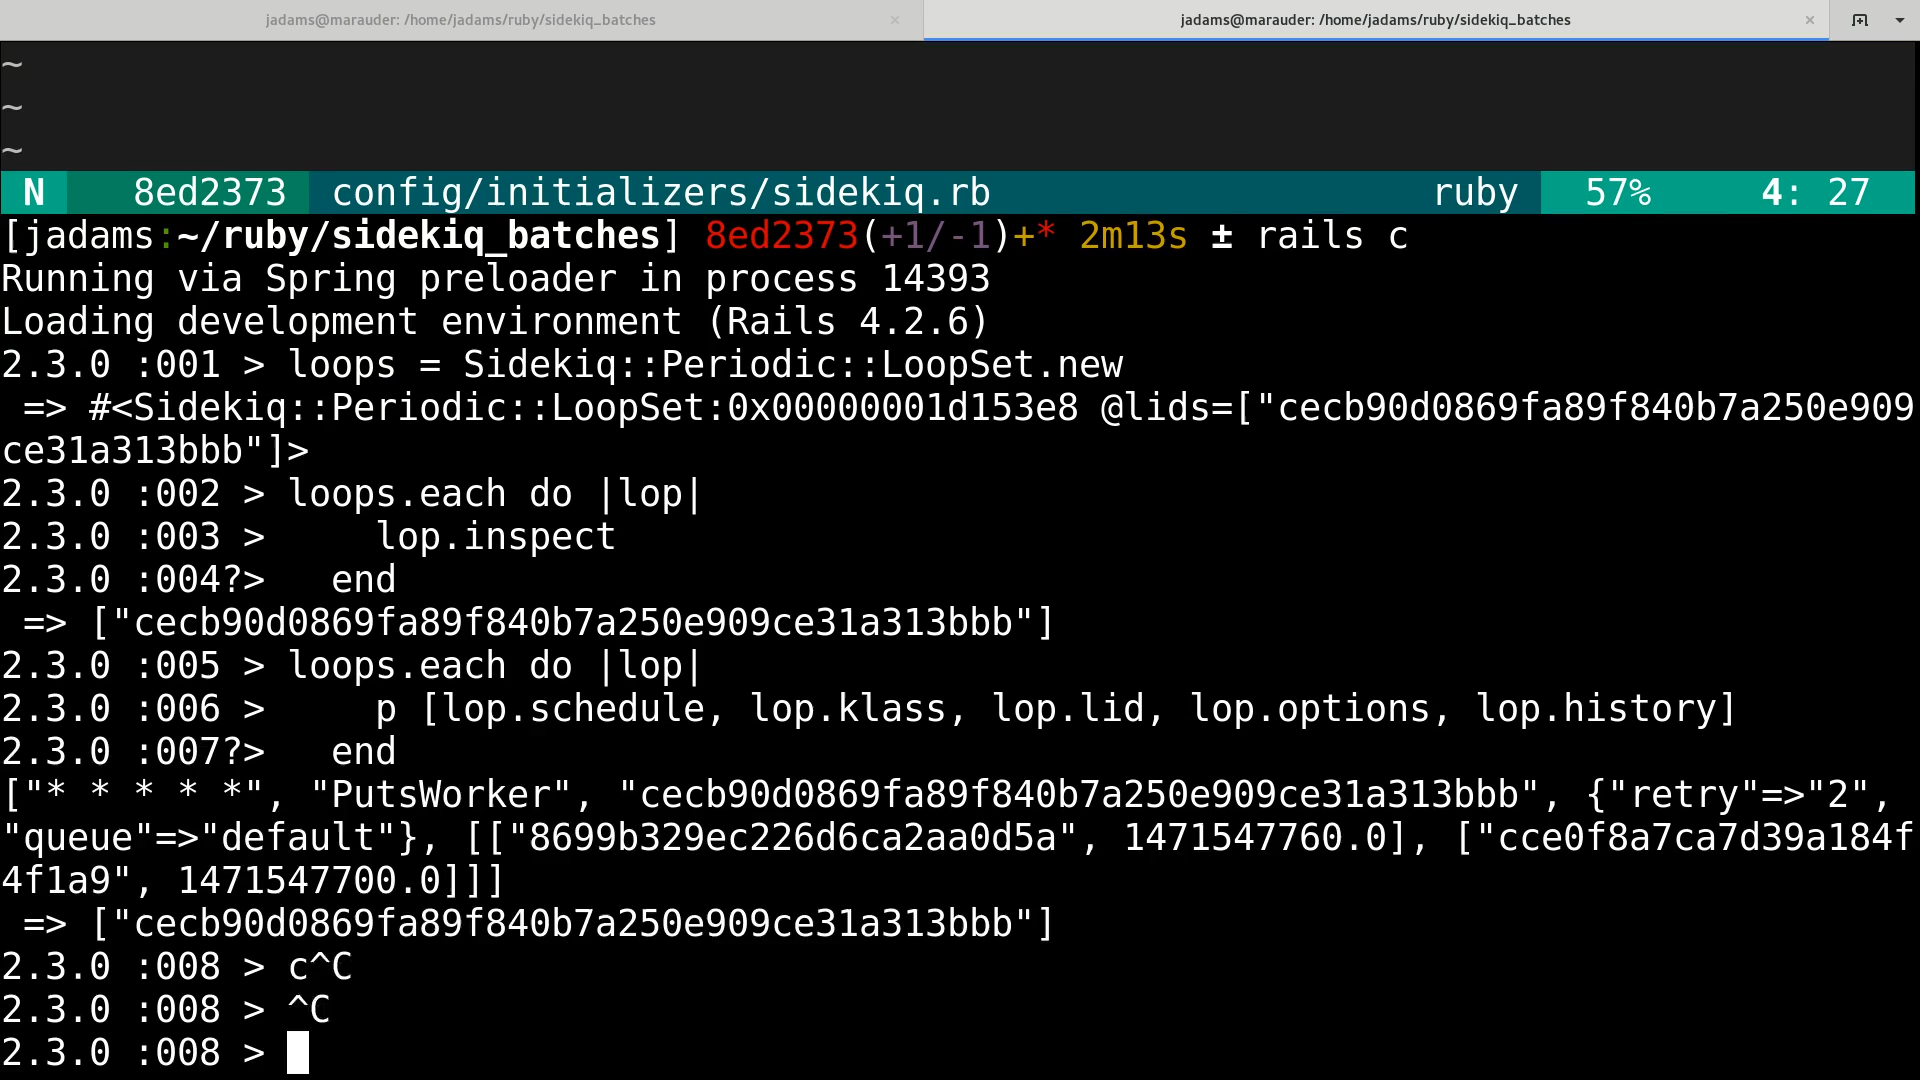 jadams@marauder: /home/jadams/ruby/sidekiq_batches × jadams@marauder: /home/jadams/ruby/sidekiq_batches ×
~
~
~
N 8ed2373 config/initializers/sidekiq.rb ruby 57% 4: 27
[jadams:~/ruby/sidekiq_batches] 8ed2373(+1/-1)+* 2m13s ± rails c
Running via Spring preloader in process 14393
Loading development environment (Rails 4.2.6)
2.3.0 :001 > loops = Sidekiq::Periodic::LoopSet.new
 => #<Sidekiq::Periodic::LoopSet:0x00000001d153e8 @lids=["cecb90d0869fa89f840b7a250e909
ce31a313bbb"]>
2.3.0 :002 > loops.each do |lop|
2.3.0 :003 >     lop.inspect
2.3.0 :004?>   end
 => ["cecb90d0869fa89f840b7a250e909ce31a313bbb"]
2.3.0 :005 > loops.each do |lop|
2.3.0 :006 >     p [lop.schedule, lop.klass, lop.lid, lop.options, lop.history]
2.3.0 :007?>   end
["* * * * *", "PutsWorker", "cecb90d0869fa89f840b7a250e909ce31a313bbb", {"retry"=>"2",
"queue"=>"default"}, [["8699b329ec226d6ca2aa0d5a", 1471547760.0], ["cce0f8a7ca7d39a184f
4f1a9", 1471547700.0]]]
 => ["cecb90d0869fa89f840b7a250e909ce31a313bbb"]
2.3.0 :008 > c^C
2.3.0 :008 > ^C
2.3.0 :008 >